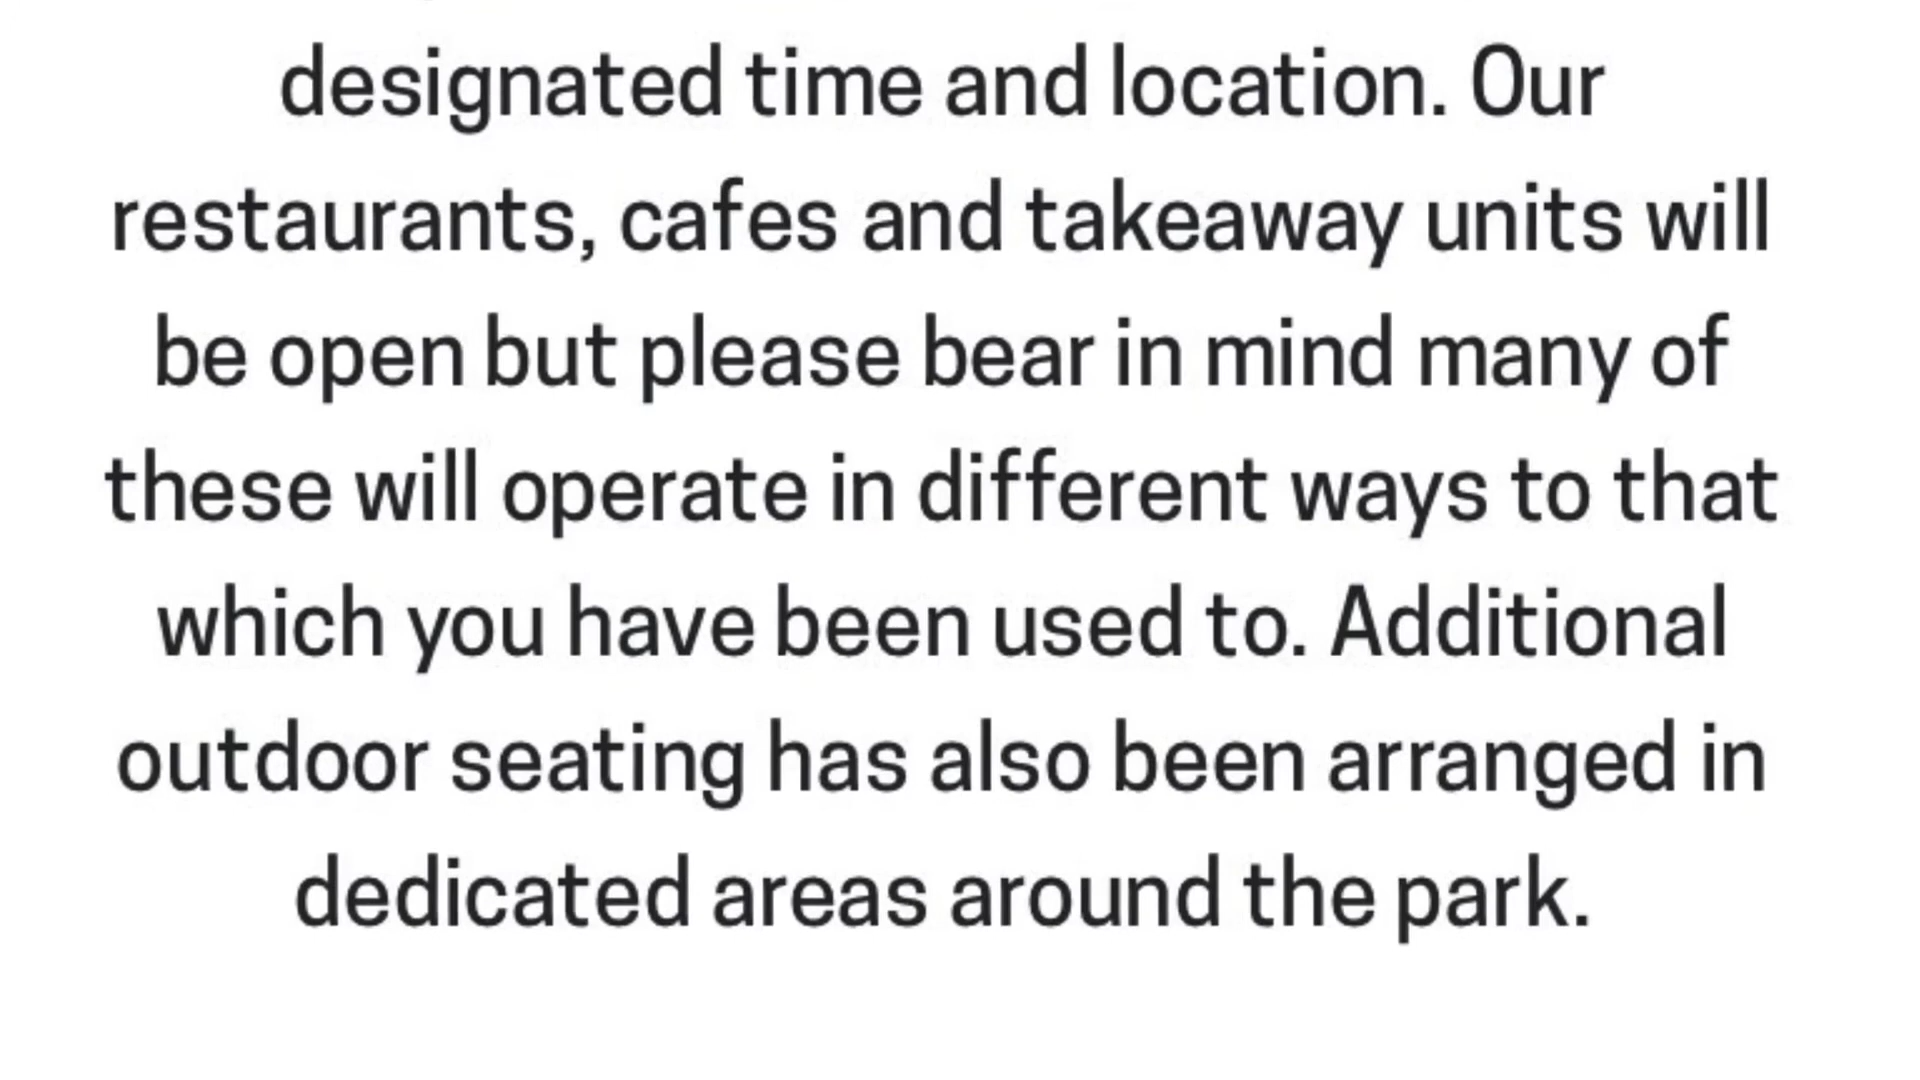 designated time and location. Our
restaurants, cafes and takeaway units will
be open but please bear in mind many of
these will operate in different ways to that
which you have been used to. Additional
outdoor seating has also been arranged in
dedicated areas around the park.